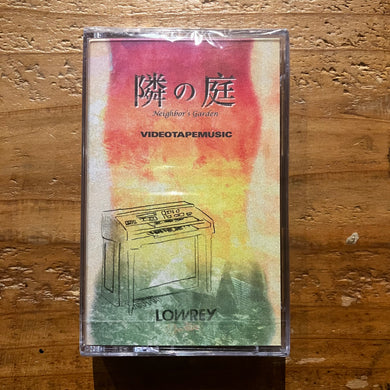 隣の庭
Neighbor's Garden
VIDEOTAPEMUSIC
LOWREY